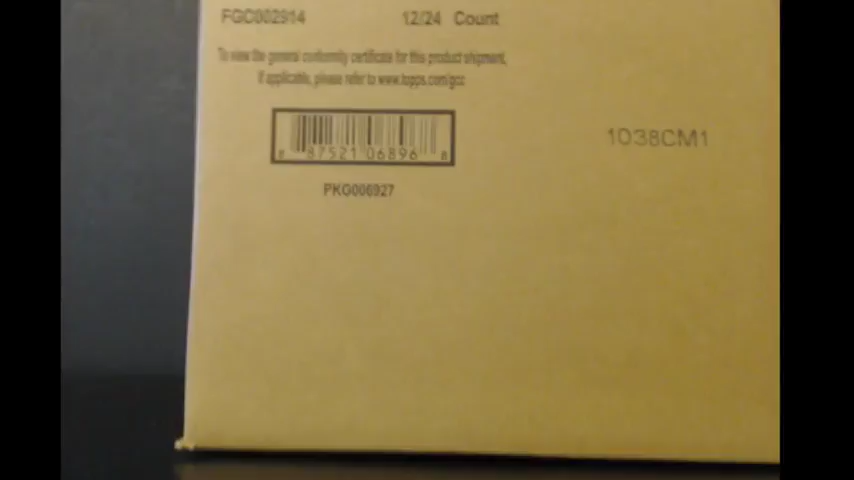 FGC002914 12/24 Count
To view the general conformity certificate for this product shipment,
if applicable, please refer to www.topps.com/gcc
1038CM1
8 87521 06896 8
PKG006927